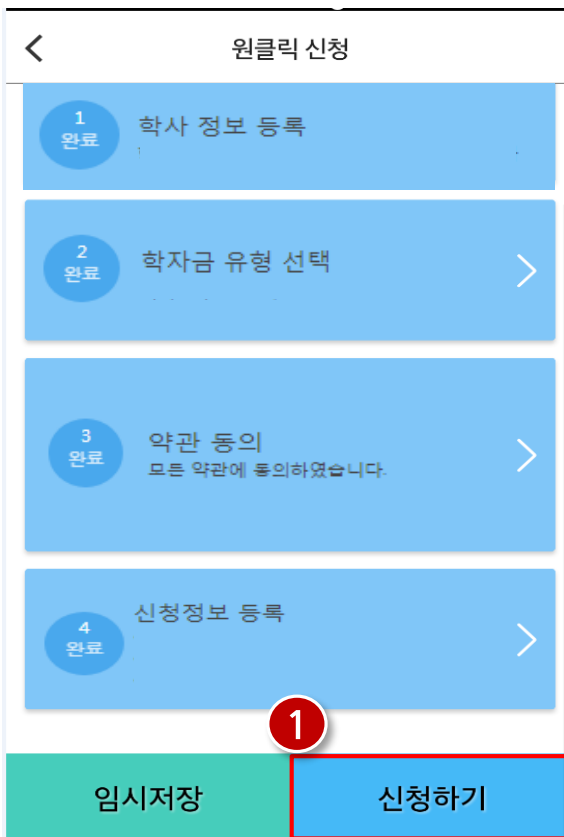 원클릭 신청
1
완료
학사 정보 등록
2
완료
학자금 유형 선택
3
완료
약관 동의
모든 약관에 동의하였습니다.
4
완료
신청정보 등록
1
임시저장
신청하기